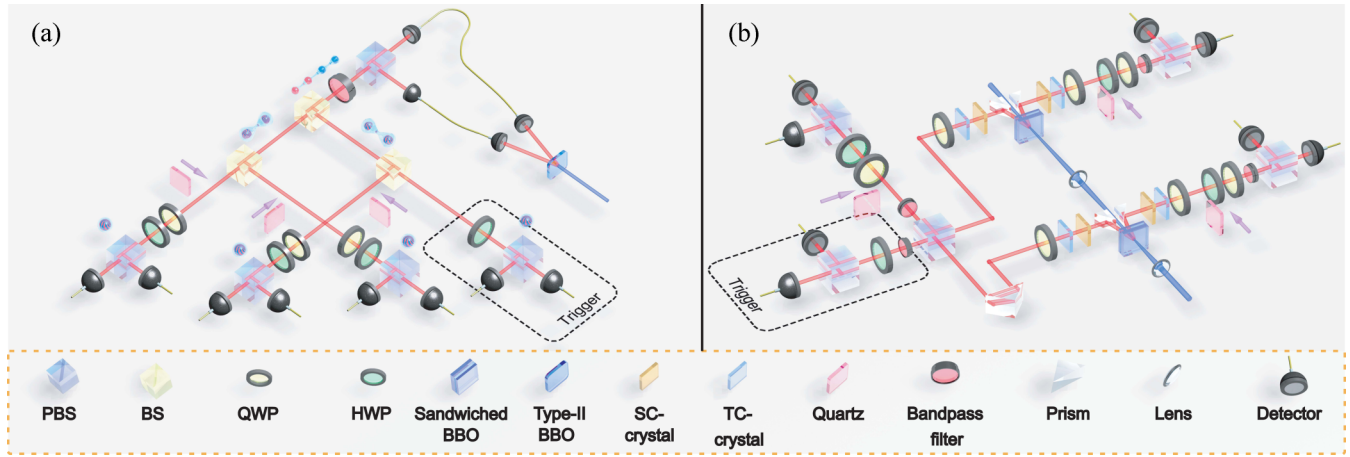 (a)
(b)
Trigger
Trigger
PBS
BS
QWP
HWP
Sandwiched
BBO
Type-II
BBO
SC-
crystal
TC-
crystal
Quartz
Bandpass
filter
Prism
Lens
Detector